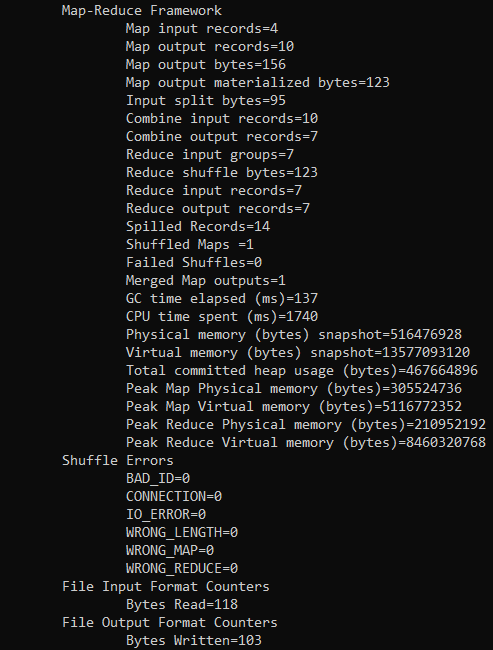 Map-Reduce Framework
Map input records=4
Map output records=10
Map output bytes=156
Map output materialized bytes=123
Input split bytes=95
Combine input records=10
Combine output records=7
Reduce input groups=7
Reduce shuffle bytes=123
Reduce input records=7
Reduce output records=7
Spilled Records=14
Shuffled Maps =1
Failed Shuffles=0
Merged Map outputs=1
GC time elapsed (ms)=137
CPU time spent (ms)=1740
Physical memory (bytes) snapshot=516476928
Virtual memory (bytes) snapshot=13577093120
Total committed heap usage (bytes)=467664896
Peak Map Physical memory (bytes)=305524736
Peak Map Virtual memory (bytes)=5116772352
Peak Reduce Physical memory (bytes)=210952192
Peak Reduce Virtual memory (bytes)=8460320768
Shuffle Errors
BAD_ID=0
CONNECTION=0
IO_ERROR=0
WRONG_LENGTH=0
WRONG_MAP=0
WRONG_REDUCE=0
File Input Format Counters
Bytes Read=118
File Output Format Counters
Bytes Written=103